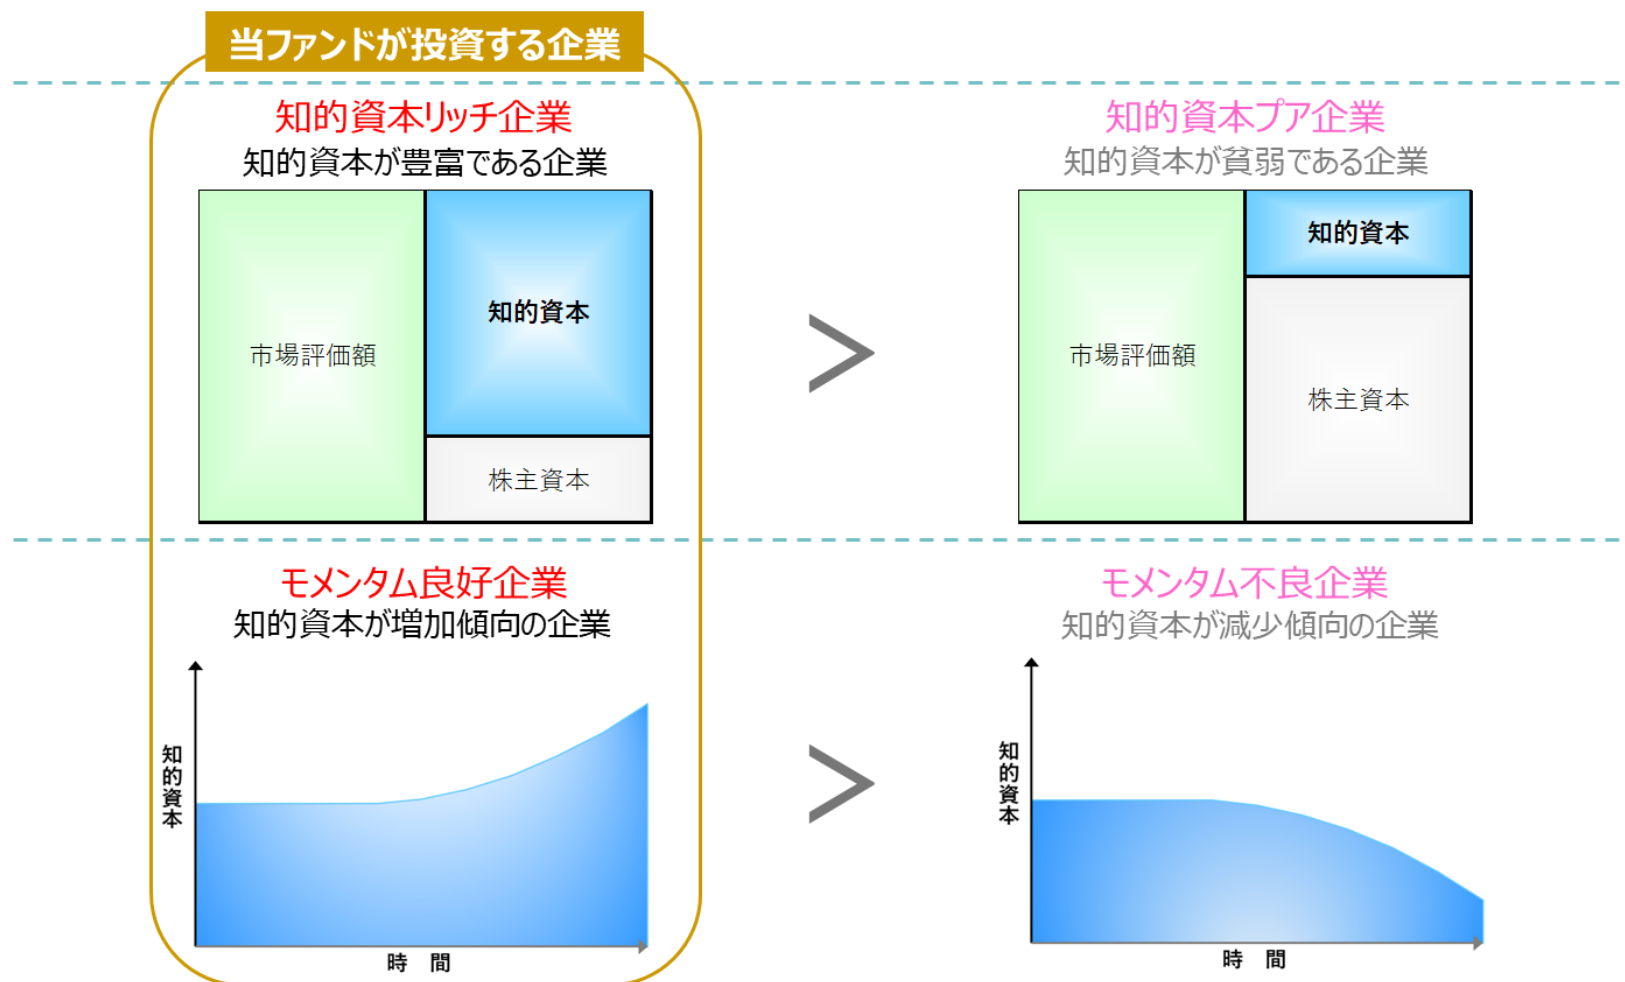 当ファンドが投資する企業
知的資本リッチ企業
知的資本が豊富である企業
市場評価額
知的資本
株主資本
>
知的資本プア企業
知的資本が貧弱である企業
市場評価額
知的資本
株主資本
モメンタム良好企業
知的資本が増加傾向の企業
知的資本
時 間
>
モメンタム不良企業
知的資本が減少傾向の企業
知的資本
時 間